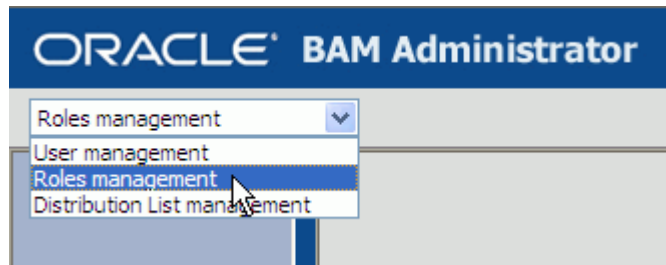 ORACLE BAM Administrator
Roles management
User management
Roles management
Distribution List management